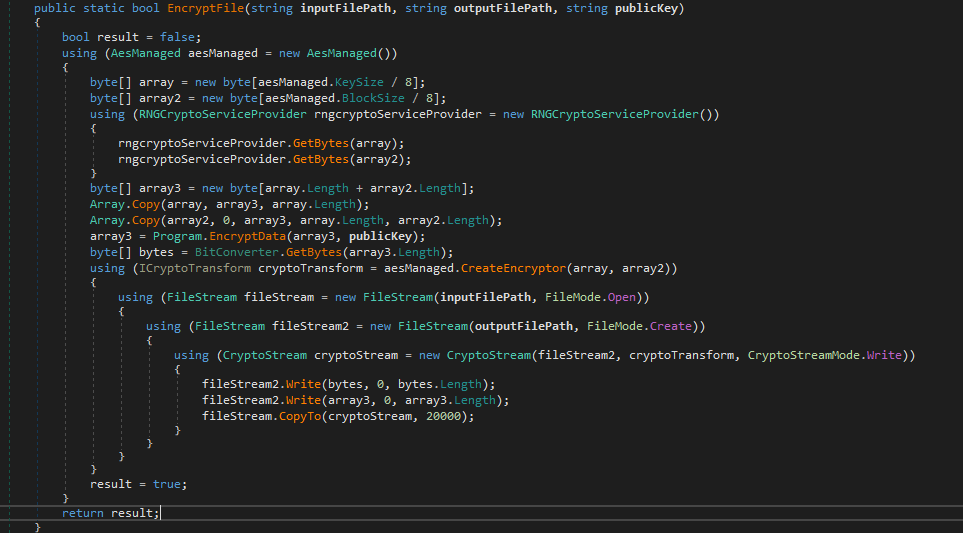 public static bool EncryptFile(string inputFilePath, string outputFilePath, string publicKey)
{
bool result = false;
using (AesManaged aesManaged = new AesManaged())
{
byte[] array = new byte[aesManaged.KeySize / 8];
byte[] array2 = new byte[aesManaged.BlockSize / 8];
using (RNGCryptoServiceProvider rngcryptoServiceProvider = new RNGCryptoServiceProvider())
{
rngcryptoServiceProvider.GetBytes(array);
rngcryptoServiceProvider.GetBytes(array2);
}
byte[] array3 = new byte[array.Length + array2.Length];
Array.Copy(array, array3, array.Length);
Array.Copy(array2, 0, array3, array.Length, array2.Length);
array3 = Program.EncryptData(array3, publicKey);
byte[] bytes = BitConverter.GetBytes(array3.Length);
using (ICryptoTransform cryptoTransform = aesManaged.CreateEncryptor(array, array2))
{
using (FileStream fileStream = new FileStream(inputFilePath, FileMode.Open))
{
using (FileStream fileStream2 = new FileStream(outputFilePath, FileMode.Create))
{
using (CryptoStream cryptoStream = new CryptoStream(fileStream2, cryptoTransform, CryptoStreamMode.Write))
{
fileStream2.Write(bytes, 0, bytes.Length);
fileStream2.Write(array3, 0, array3.Length);
fileStream.CopyTo(cryptoStream, 20000);
}
}
}
}
result = true;
}
return result;
}